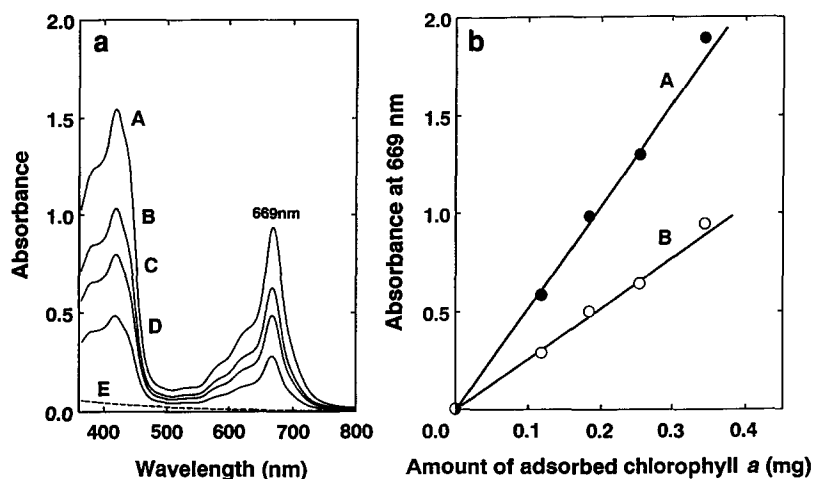 a
2.0
1.5
1.0
0.5
0.0
Absorbance
A
B
C
D
E
669nm
400 500 600 700 800
Wavelength (nm)
b
2.0
1.5
1.0
0.5
Absorbance at 669 nm
A
B
0.0 0.1 0.2 0.3 0.4
Amount of adsorbed chlorophyll a (mg)